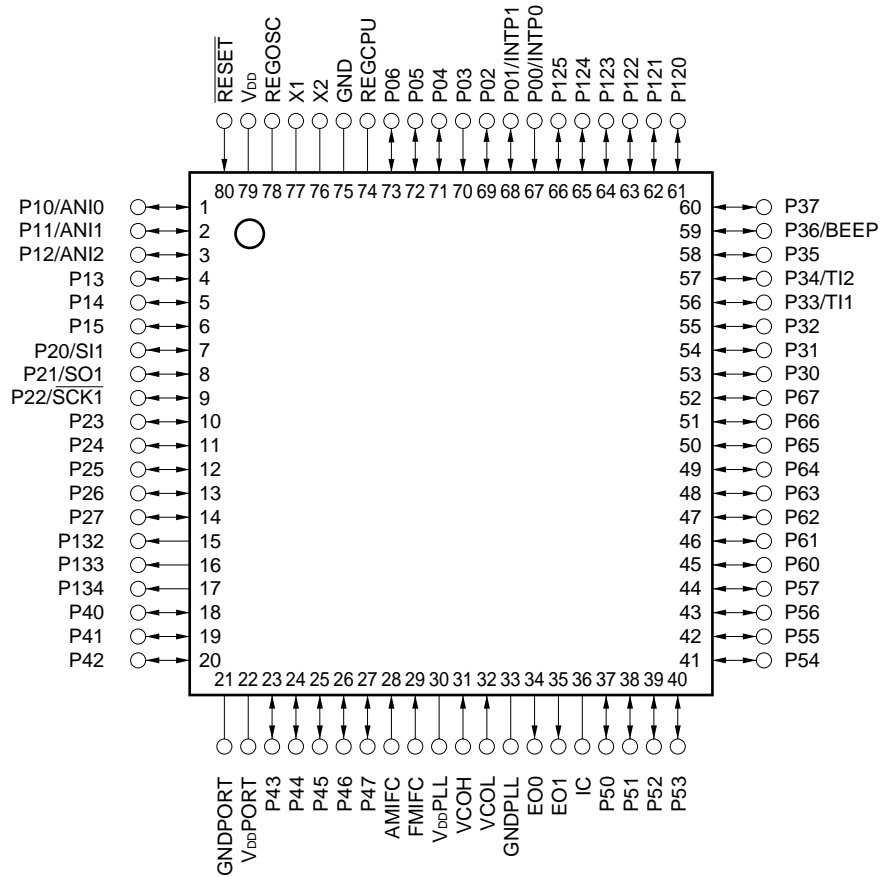 RESET
VDD
REGOSC
X1
X2
GND
REGCPU
P06
P05
P04
P03
P02
P01/INTP1
P00/INTP0
P125
P124
P123
P122
P121
P120
80 79 78 77 76 75 74 73 72 71 70 69 68 67 66 65 64 63 62 61
P10/ANI0 1 60 P37
P11/ANI1 2 59 P36/BEEP
P12/ANI2 3 58 P35
P13 4 57 P34/TI2
P14 5 56 P33/TI1
P15 6 55 P32
P20/SI1 7 54 P31
P21/SO1 8 53 P30
P22/SCK1 9 52 P67
P23 10 51 P66
P24 11 50 P65
P25 12 49 P64
P26 13 48 P63
P27 14 47 P62
P132 15 46 P61
P133 16 45 P60
P134 17 44 P57
P40 18 43 P56
P41 19 42 P55
P42 20 41 P54
21 22 23 24 25 26 27 28 29 30 31 32 33 34 35 36 37 38 39 40
GNDPORT
VDDPORT
P43
P44
P45
P46
P47
AMIFC
FMIFC
VDDPLL
VCOH
VCOL
GNDPLL
EO0
EO1
IC
P50
P51
P52
P53